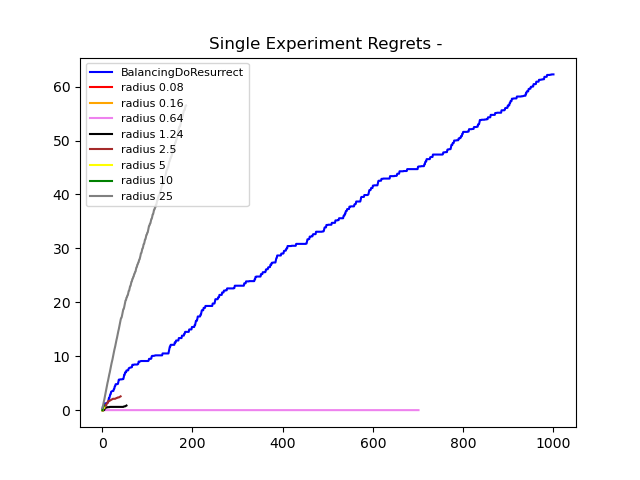 Single Experiment Regrets -
BalancingDoResurrect
radius 0.08
radius 0.16
radius 0.64
radius 1.24
radius 2.5
radius 5
radius 10
radius 25
60
50
40
30
20
10
0
0 200 400 600 800 1000